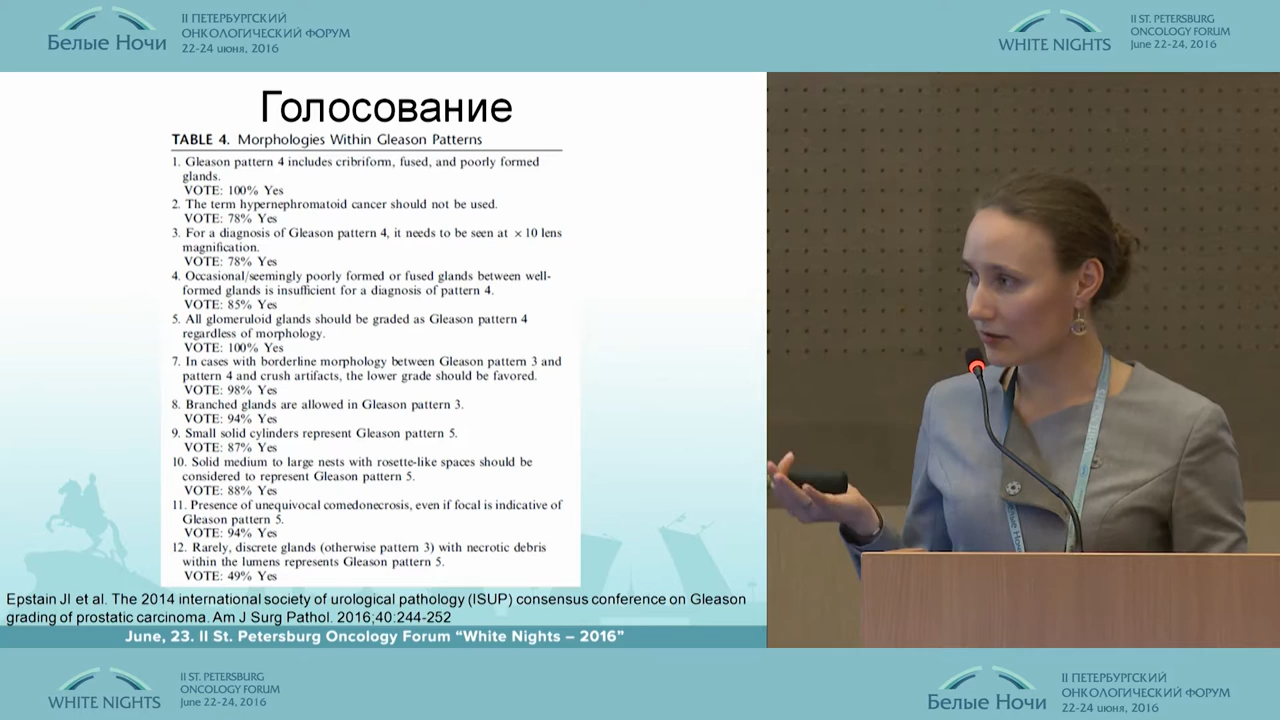 Белые Ночи
II ПЕТЕРБУРГСКИЙ
ОНКОЛОГИЧЕСКИЙ ФОРУМ
22-24 июня, 2016
WHITE NIGHTS
II ST. PETERSBURG
ONCOLOGY FORUM
June 22-24, 2016
Голосование
TABLE 4. Morphologies Within Gleason Patterns
1. Gleason pattern 4 includes cribriform, fused, and poorly formed
glands.
VOTE: 100% Yes
2. The term hypernephromatoid cancer should not be used.
VOTE: 78% Yes
3. For a diagnosis of Gleason pattern 4, it needs to be seen at × 10 lens
magnification.
VOTE: 78% Yes
4. Occasional/seemingly poorly formed or fused glands between well-
formed glands is insufficient for a diagnosis of pattern 4.
VOTE: 85% Yes
5. All glomeruloid glands should be graded as Gleason pattern 4
regardless of morphology.
VOTE: 100% Yes
7. In cases with borderline morphology between Gleason pattern 3 and
pattern 4 and crush artifacts, the lower grade should be favored.
VOTE: 98% Yes
8. Branched glands are allowed in Gleason pattern 3.
VOTE: 94% Yes
9. Small solid cylinders represent Gleason pattern 5.
VOTE: 87% Yes
10. Solid medium to large nests with rosette-like spaces should be
considered to represent Gleason pattern 5.
VOTE: 88% Yes
11. Presence of unequivocal comedonecrosis, even if focal is indicative of
Gleason pattern 5.
VOTE: 94% Yes
12. Rarely, discrete glands (otherwise pattern 3) with necrotic debris
within the lumens represents Gleason pattern 5.
VOTE: 49% Yes
Epstain JI et al. The 2014 international society of urological pathology (ISUP) consensus conference on Gleason
grading of prostatic carcinoma. Am J Surg Pathol. 2016;40:244-252
June, 23. II St. Petersburg Oncology Forum “White Nights – 2016”
WHITE NIGHTS
II ST. PETERSBURG
ONCOLOGY FORUM
June 22-24, 2016
Белые Ночи
II ПЕТЕРБУРГСКИЙ
ОНКОЛОГИЧЕСКИЙ ФОРУМ
22-24 июня, 2016